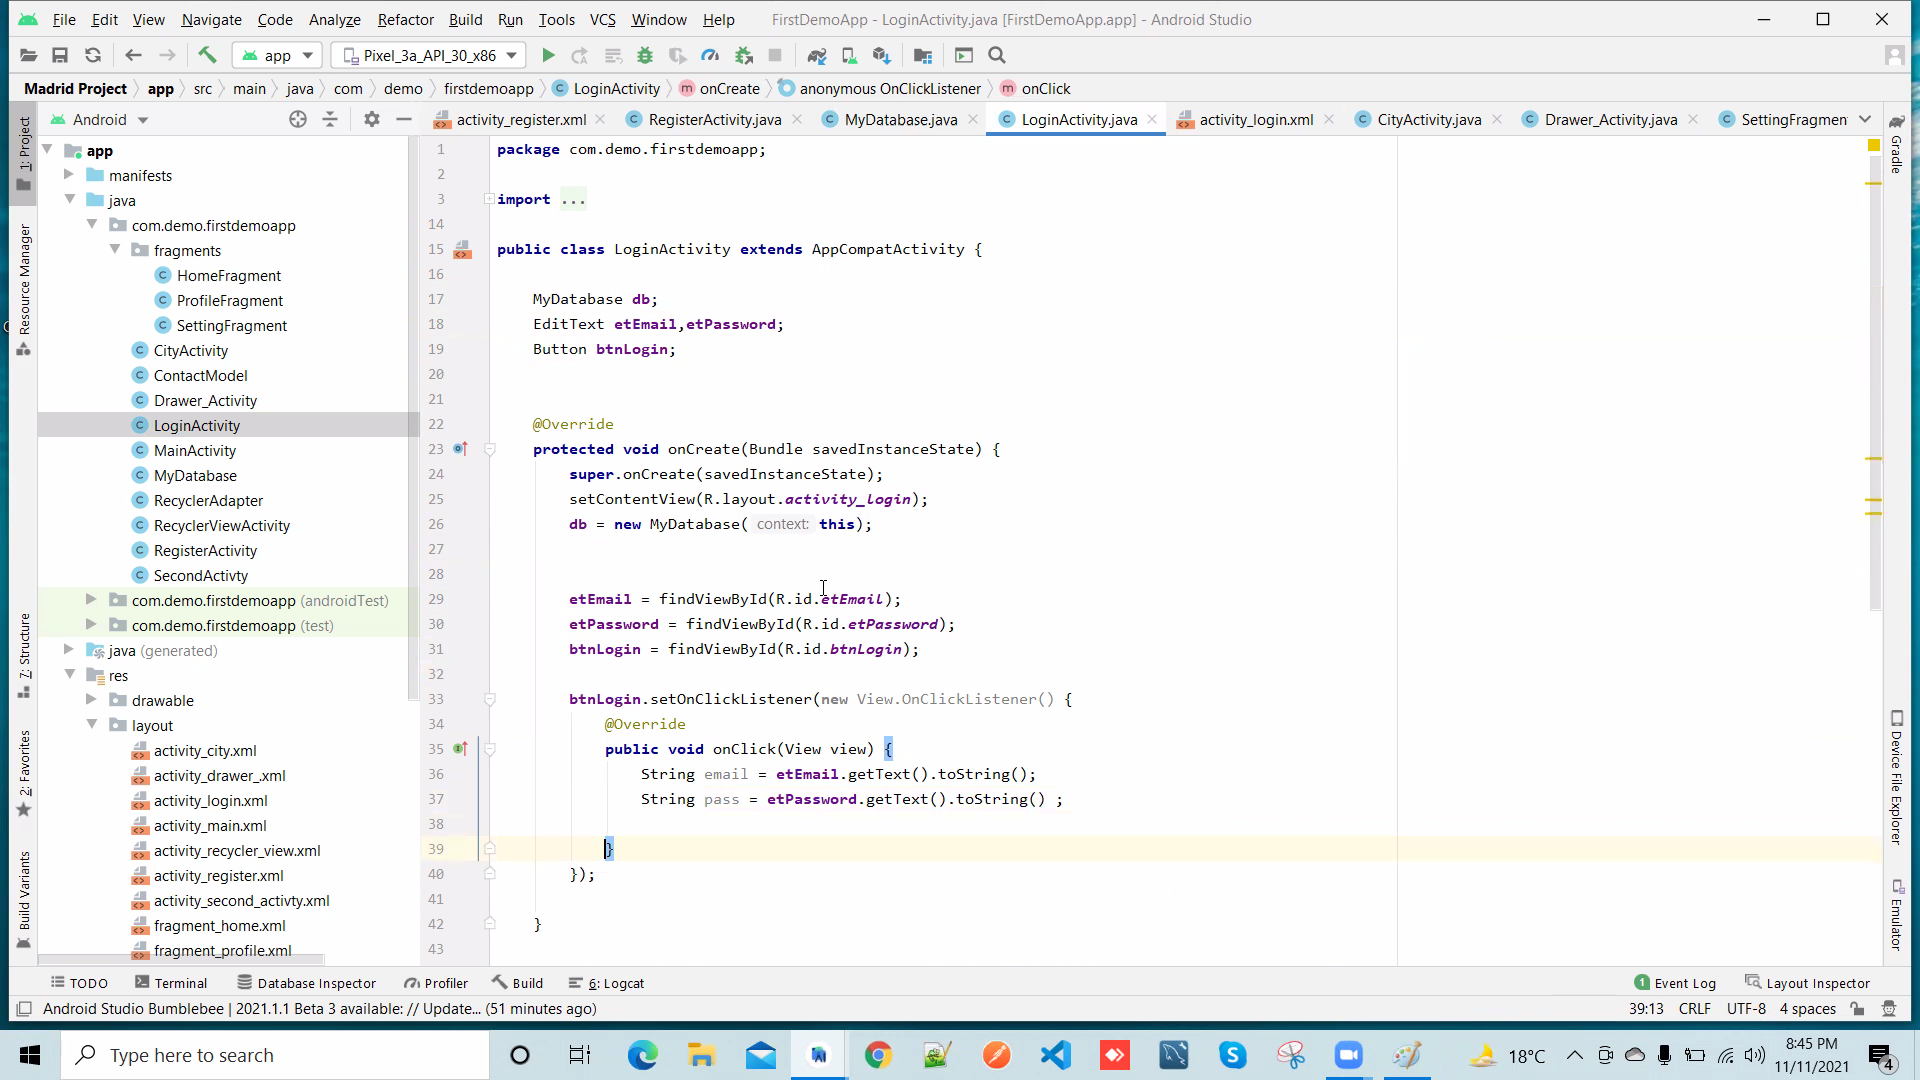 File Edit View Navigate Code Analyze Refactor Build Run Tools VCS Window Help FirstDemoApp - LoginActivity.java [FirstDemoApp.app] - Android Studio
app Pixel_3a_API_30_x86
Madrid Project app src main java com demo firstdemoapp LoginActivity onCreate anonymous OnClickListener onClick
Android activity_register.xml RegisterActivity.java MyDatabase.java LoginActivity.java activity_login.xml CityActivity.java Drawer_Activity.java SettingFragmen
1: Project
Resource Manager
7: Structure
2: Favorites
Build Variants
app
manifests
java
com.demo.firstdemoapp
fragments
HomeFragment
ProfileFragment
SettingFragment
CityActivity
ContactModel
Drawer_Activity
LoginActivity
MainActivity
MyDatabase
RecyclerAdapter
RecyclerViewActivity
RegisterActivity
SecondActivty
com.demo.firstdemoapp (androidTest)
com.demo.firstdemoapp (test)
java (generated)
res
drawable
layout
activity_city.xml
activity_drawer_.xml
activity_login.xml
activity_main.xml
activity_recycler_view.xml
activity_register.xml
activity_second_activty.xml
fragment_home.xml
fragment_profile.xml
1 package com.demo.firstdemoapp;
2
3 import ...
14
15 public class LoginActivity extends AppCompatActivity {
16
17 MyDatabase db;
18 EditText etEmail,etPassword;
19 Button btnLogin;
20
21
22 @Override
23 protected void onCreate(Bundle savedInstanceState) {
24 super.onCreate(savedInstanceState);
25 setContentView(R.layout.activity_login);
26 db = new MyDatabase( context: this);
27
28
29 etEmail = findViewById(R.id.etEmail);
30 etPassword = findViewById(R.id.etPassword);
31 btnLogin = findViewById(R.id.btnLogin);
32
33 btnLogin.setOnClickListener(new View.OnClickListener() {
34 @Override
35 public void onClick(View view) {
36 String email = etEmail.getText().toString();
37 String pass = etPassword.getText().toString() ;
38
39 }
40 });
41
42 }
43
Gradle
Device File Explorer
Emulator
TODO Terminal Database Inspector Profiler Build 6: Logcat 1 Event Log Layout Inspector
Android Studio Bumblebee | 2021.1.1 Beta 3 available: // Update... (51 minutes ago) 39:13 CRLF UTF-8 4 spaces
Type here to search 18°C 8:45 PM
11/11/2021 4